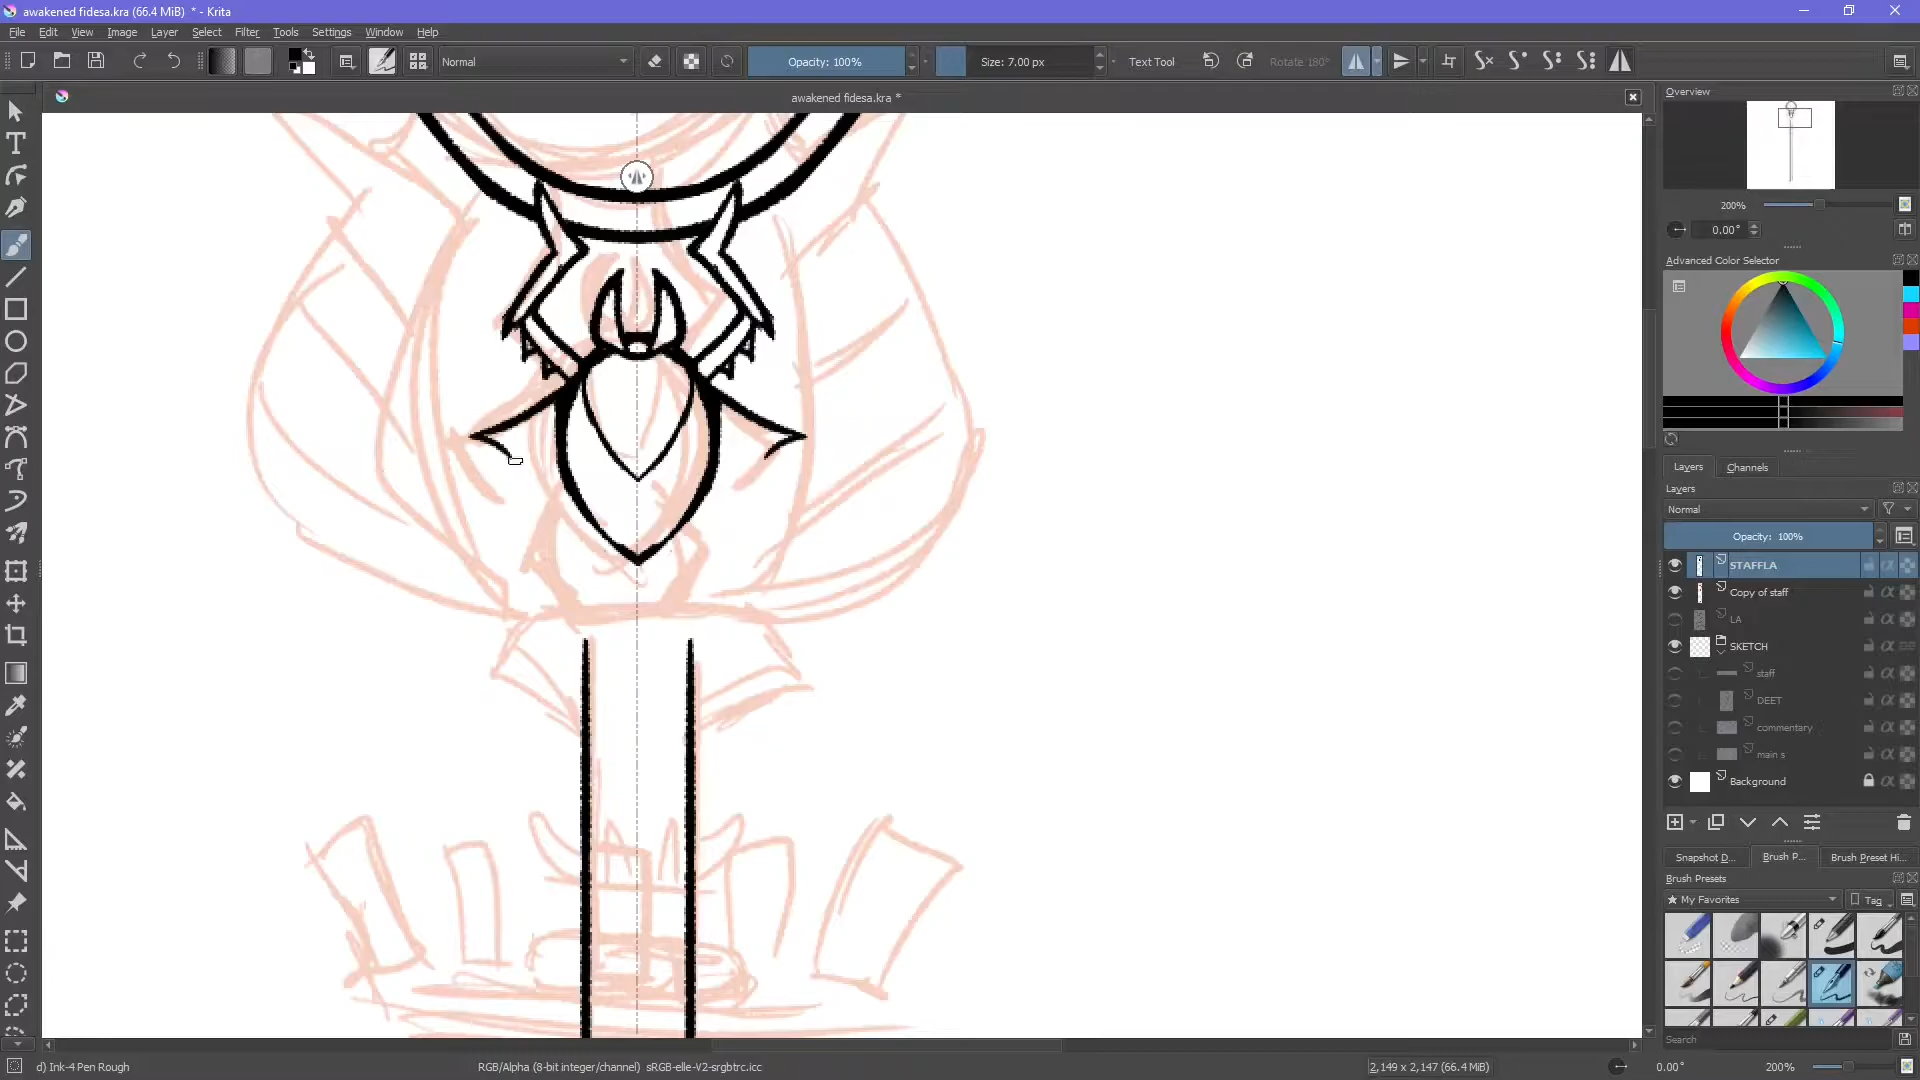 awakened fidesa.kra (66.4 MiB) * - Krita
File Edit View Image Layer Select Filter Tools Settings Window Help
Normal Opacity: 100% Size: 7.00 px Text Tool Rotate 180°
awakened fidesa.kra *
Overview
200%
0.00°
Advanced Color Selector
Layers Channels
Layers
Normal
Opacity: 100%
STAFFLA
Copy of staff
LA
SKETCH
staff
DEET
commentary
main s
Background
Snapshot D... Brush P... Brush Preset Hi...
Brush Presets
★ My Favorites Tag
Search
d) Ink-4 Pen Rough RGB/Alpha (8-bit integer/channel) sRGB-elle-V2-srgbtrc.icc 2,149 x 2,147 (66.4 MiB) 0.00° 200%